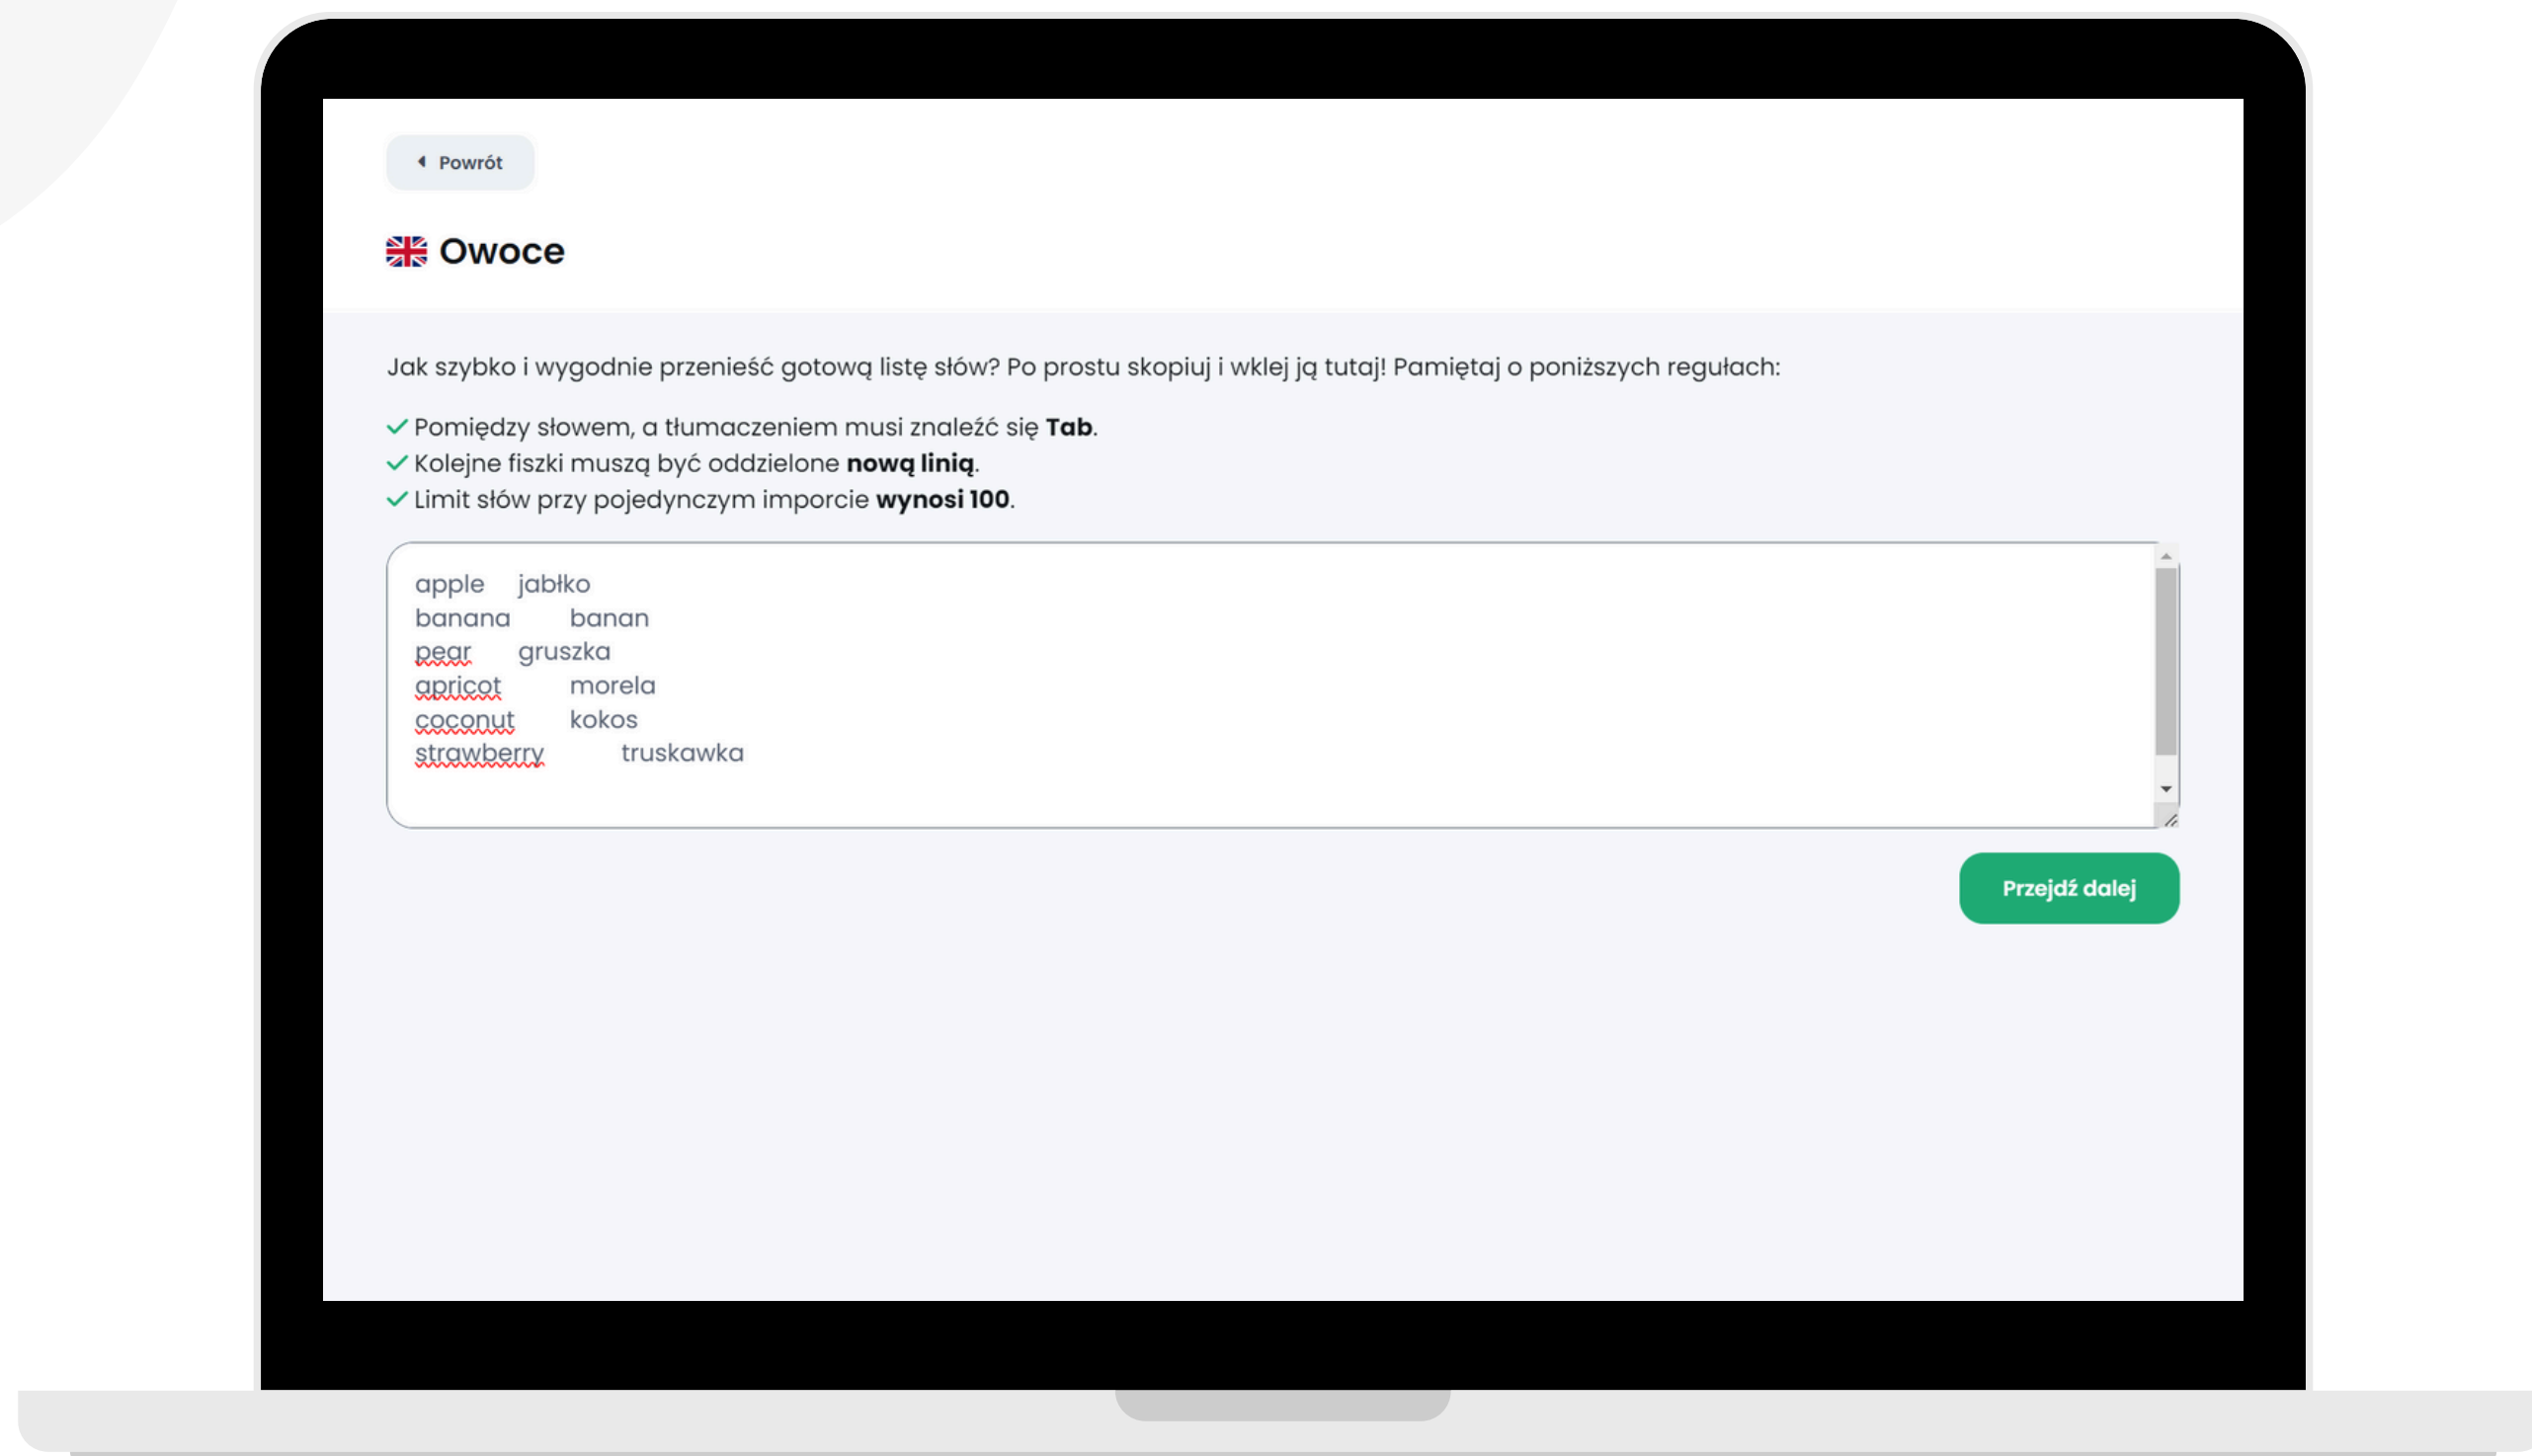 Powrót
Owoce
Jak szybko i wygodnie przenieść gotową listę słów? Po prostu skopiuj i wklej ją tutaj! Pamiętaj o poniższych regułach:
Pomiędzy słowem, a tłumaczeniem musi znaleźć się Tab.
Kolejne fiszki muszą być oddzielone nową linią.
Limit słów przy pojedynczym imporcie wynosi 100.
apple jabłko
banana banan
pear gruszka
apricot morela
coconut kokos
strawberry truskawka
Przejdź dalej